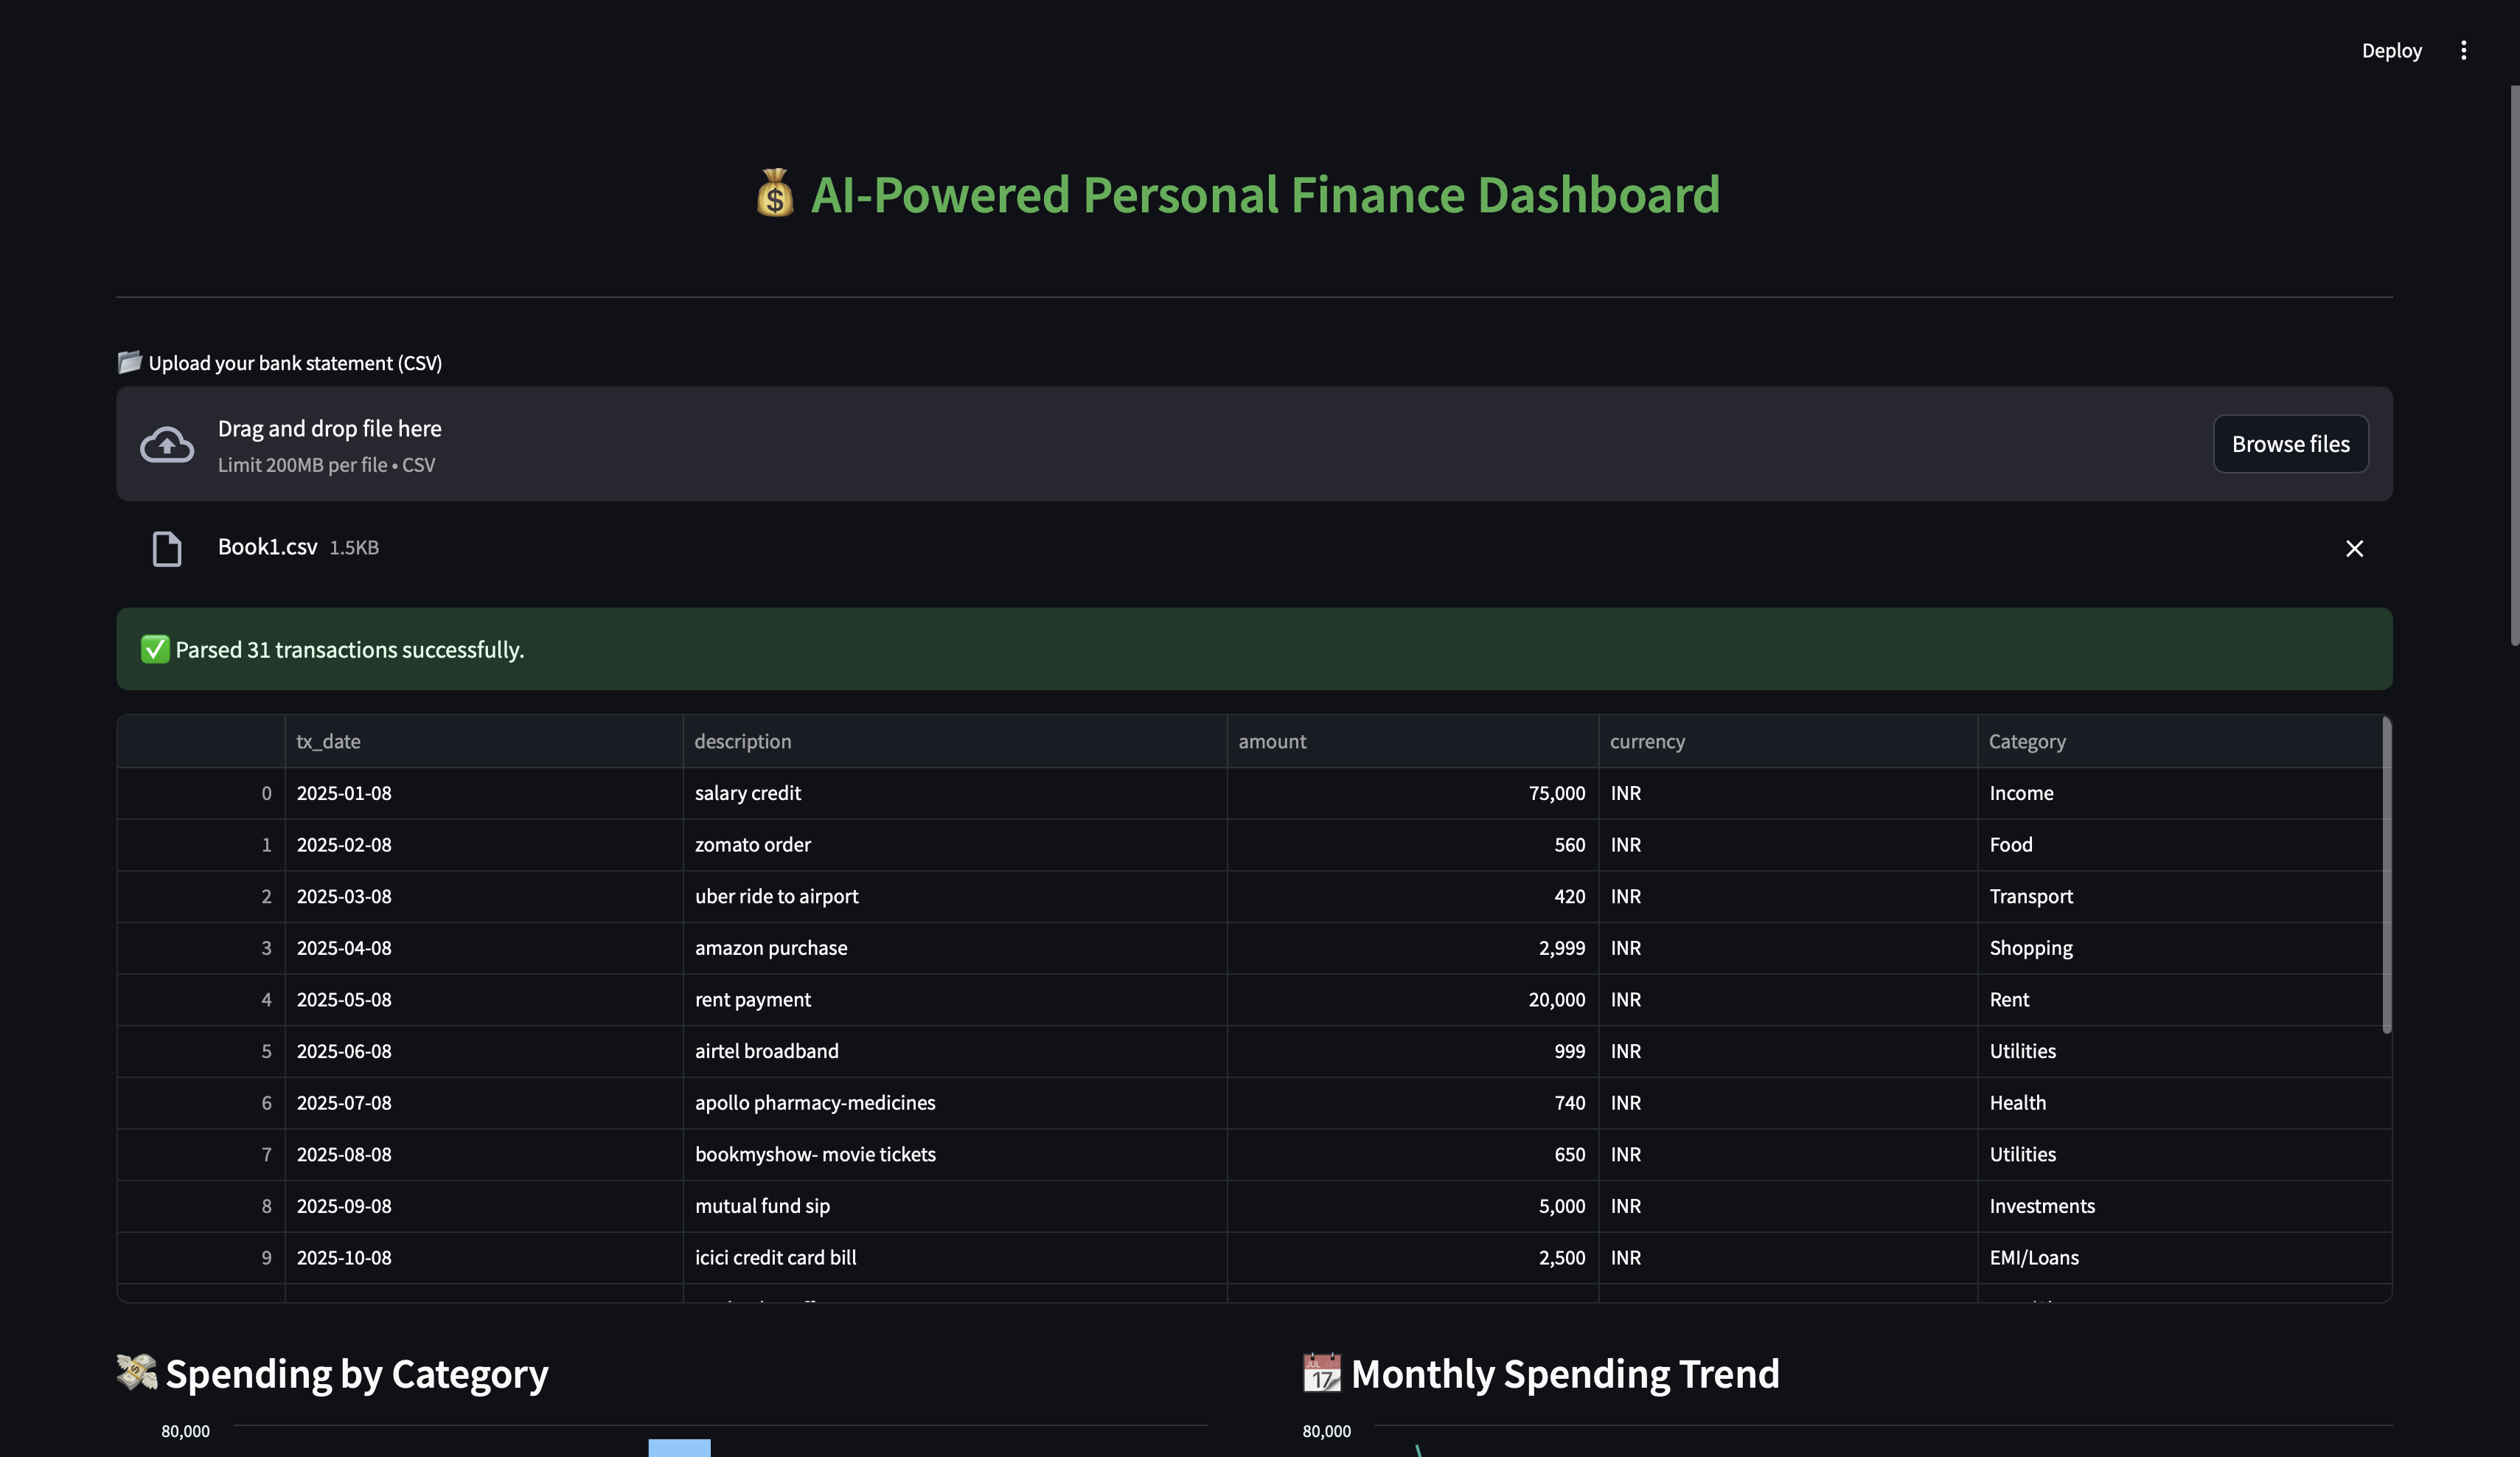 Deploy
💰 AI-Powered Personal Finance Dashboard
📂 Upload your bank statement (CSV)
Drag and drop file here
Limit 200MB per file • CSV
Browse files
Book1.csv 1.5KB
✅ Parsed 31 transactions successfully.
tx_date description amount currency Category
0 2025-01-08 salary credit 75,000 INR Income
1 2025-02-08 zomato order 560 INR Food
2 2025-03-08 uber ride to airport 420 INR Transport
3 2025-04-08 amazon purchase 2,999 INR Shopping
4 2025-05-08 rent payment 20,000 INR Rent
5 2025-06-08 airtel broadband 999 INR Utilities
6 2025-07-08 apollo pharmacy-medicines 740 INR Health
7 2025-08-08 bookmyshow- movie tickets 650 INR Utilities
8 2025-09-08 mutual fund sip 5,000 INR Investments
9 2025-10-08 icici credit card bill 2,500 INR EMI/Loans
💸 Spending by Category
📆 Monthly Spending Trend
80,000
80,000